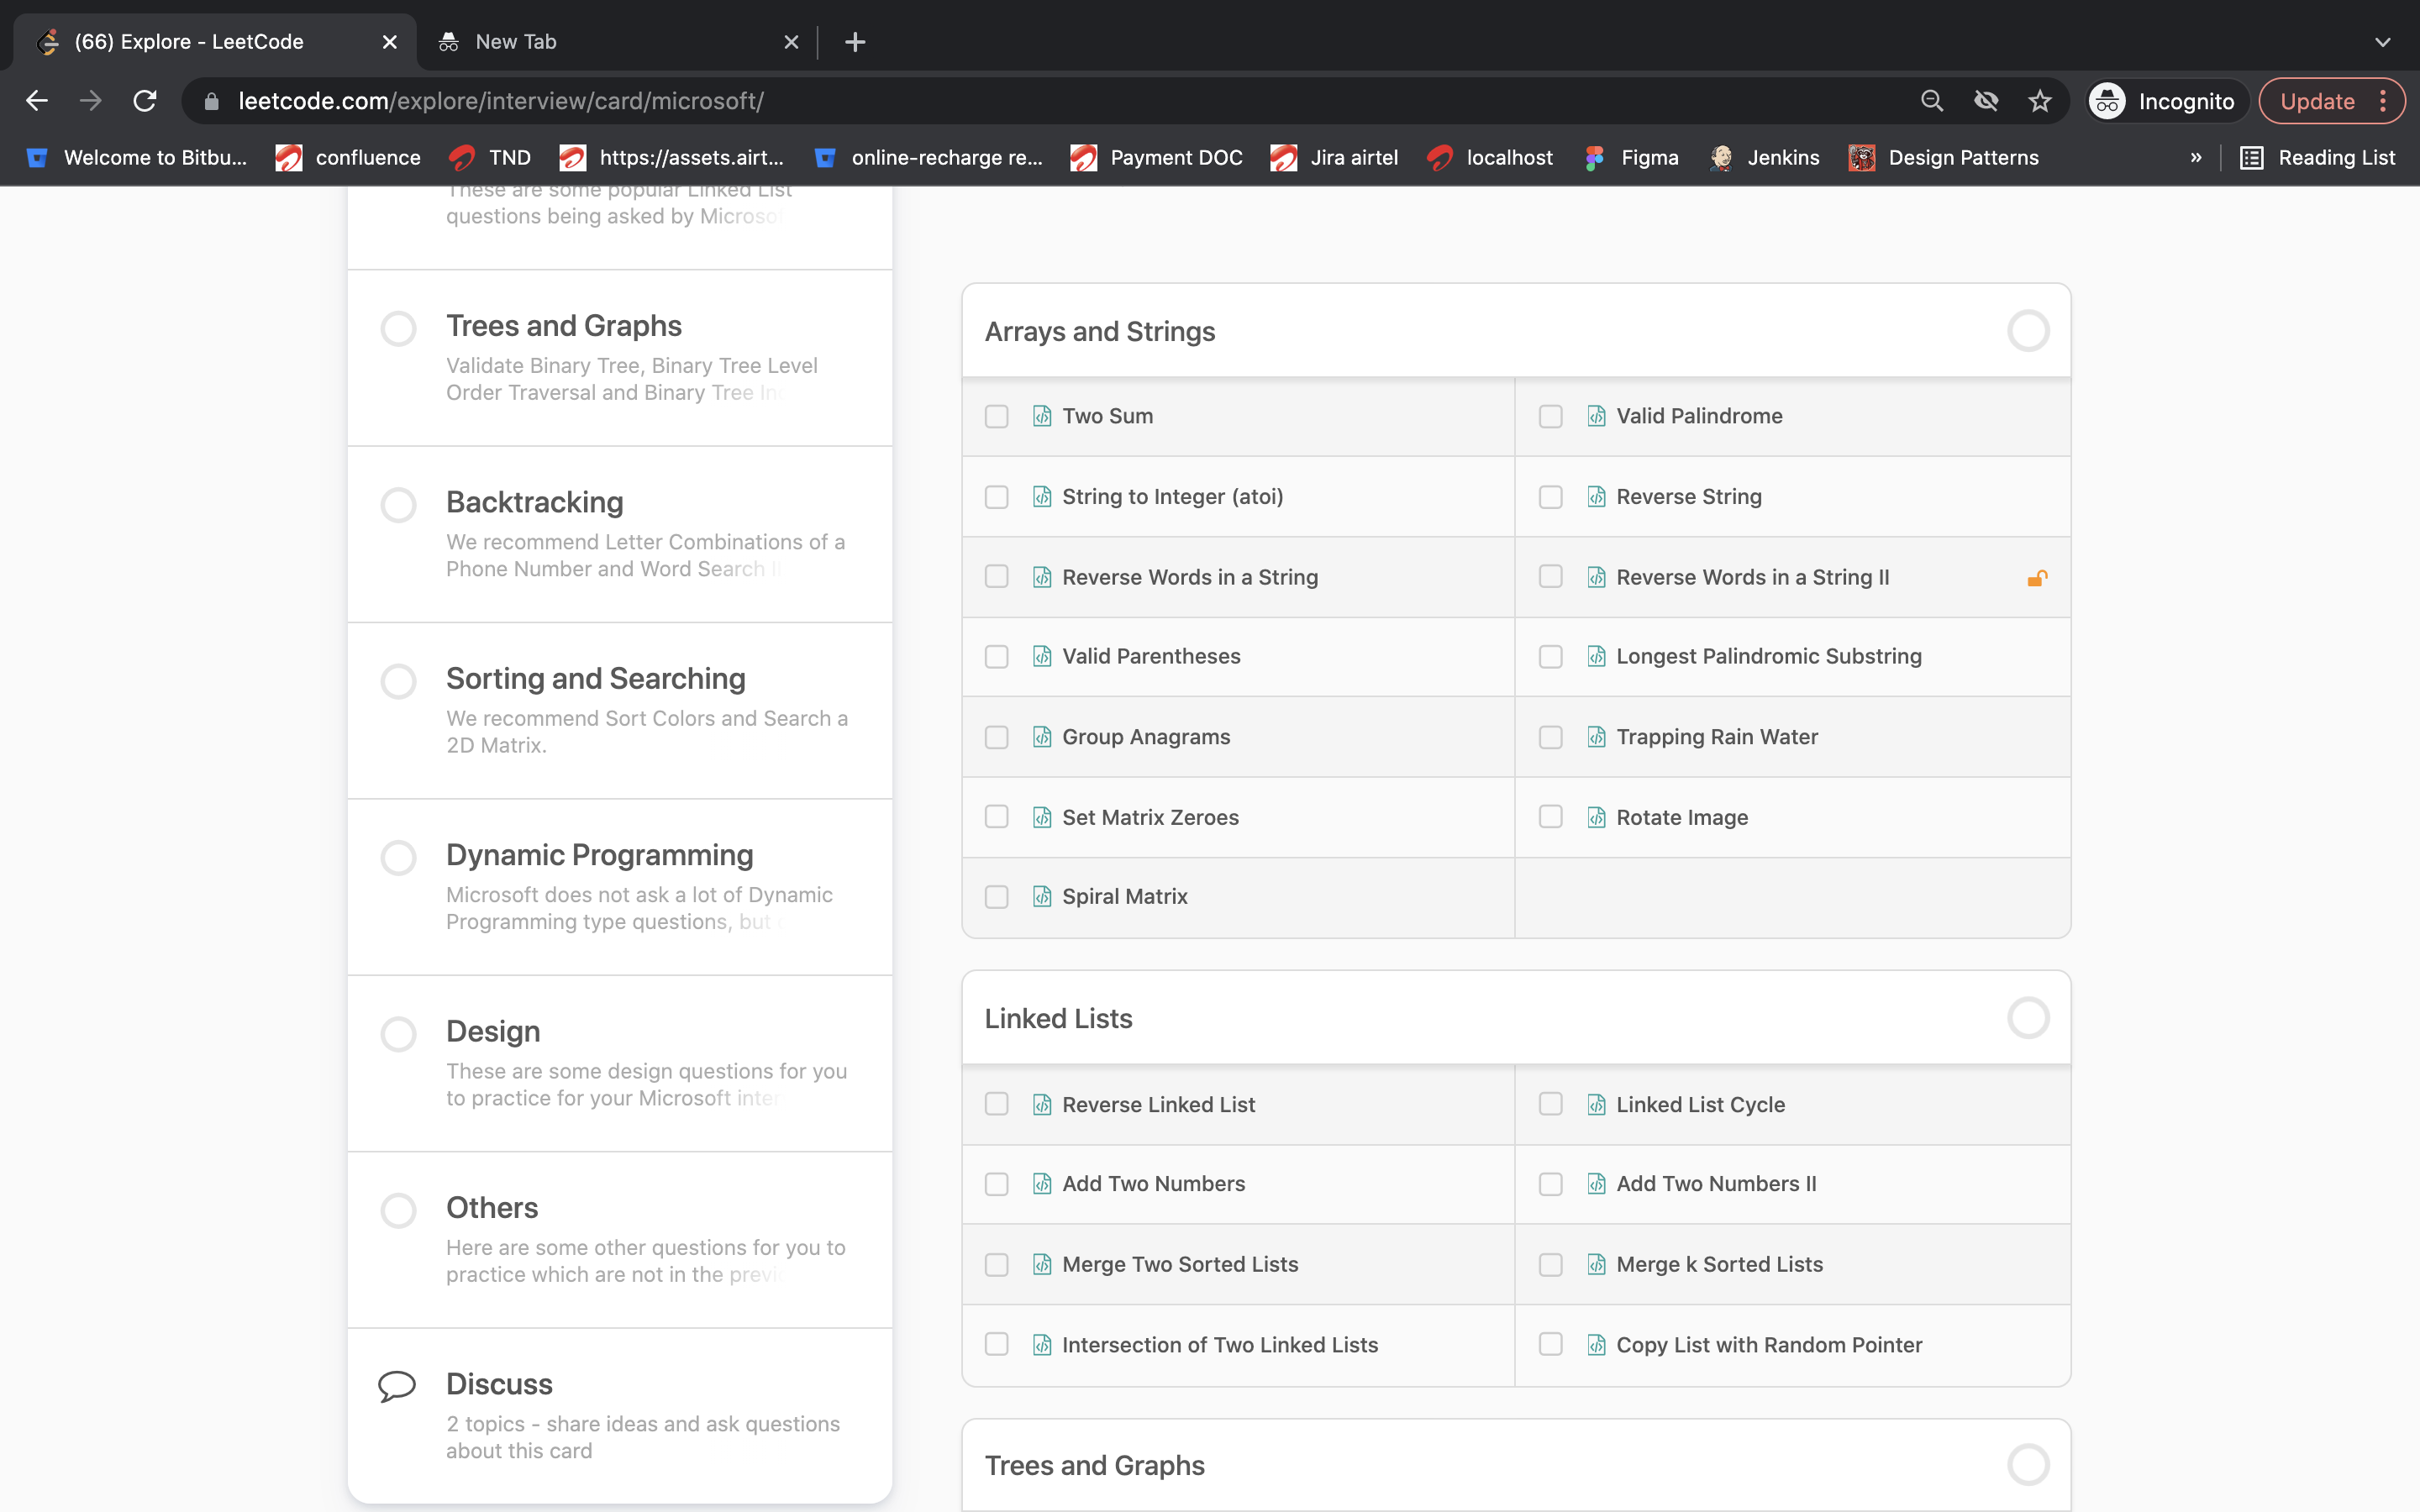 (66) Explore - LeetCode
New Tab
leetcode.com/explore/interview/card/microsoft/
Incognito
Update
Welcome to Bitbu...
confluence
TND
https://assets.airt...
online-recharge re...
Payment DOC
Jira airtel
localhost
Figma
Jenkins
Design Patterns
»
Reading List
These are some popular Linked List
questions being asked by Microsof
Trees and Graphs
Validate Binary Tree, Binary Tree Level
Order Traversal and Binary Tree
Backtracking
We recommend Letter Combinations of a
Phone Number and Word Search
Sorting and Searching
We recommend Sort Colors and Search a
2D Matrix.
Dynamic Programming
Microsoft does not ask a lot of Dynamic
Programming type questions, but
Design
These are some design questions for you
to practice for your Microsoft inter
Others
Here are some other questions for you to
practice which are not in the previ
Discuss
2 topics - share ideas and ask questions
about this card
Arrays and Strings
Two Sum
Valid Palindrome
String to Integer (atoi)
Reverse String
Reverse Words in a String
Reverse Words in a String II
Valid Parentheses
Longest Palindromic Substring
Group Anagrams
Trapping Rain Water
Set Matrix Zeroes
Rotate Image
Spiral Matrix
Linked Lists
Reverse Linked List
Linked List Cycle
Add Two Numbers
Add Two Numbers II
Merge Two Sorted Lists
Merge k Sorted Lists
Intersection of Two Linked Lists
Copy List with Random Pointer
Trees and Graphs